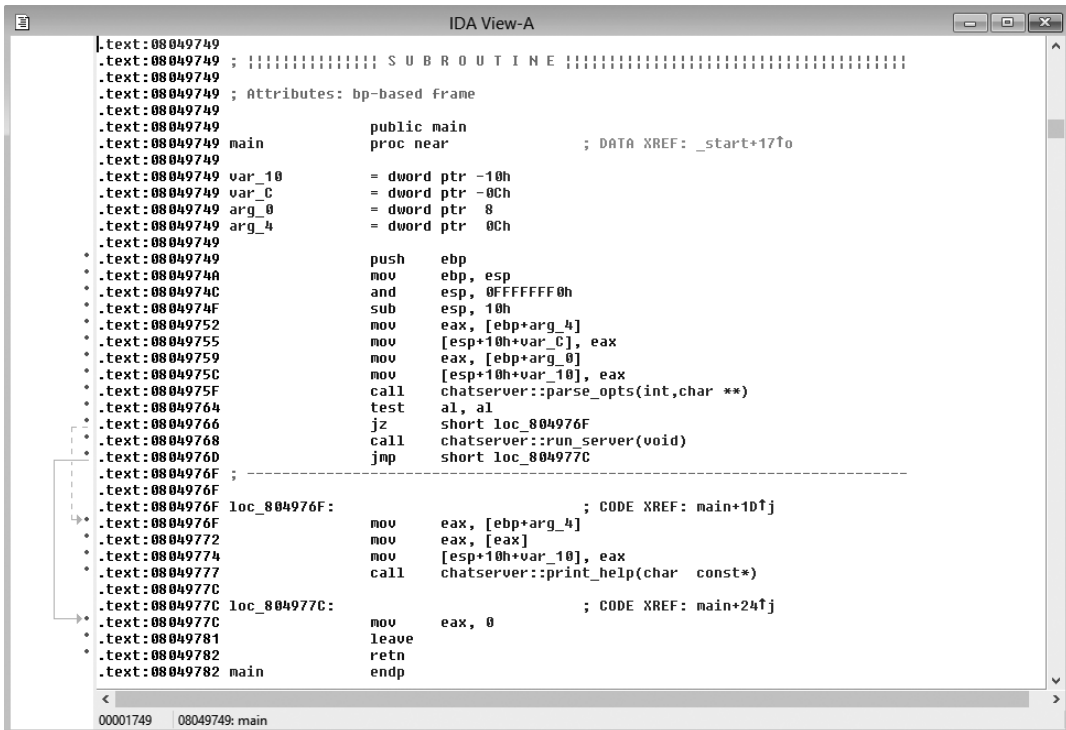 IDA View-A
.text:08049749
.text:08049749 ; ¦¦¦¦¦¦¦¦¦¦¦¦¦¦¦ S U B R O U T I N E ¦¦¦¦¦¦¦¦¦¦¦¦¦¦¦¦¦¦¦¦¦¦¦¦¦¦¦¦¦¦¦¦¦¦¦¦¦¦¦
.text:08049749
.text:08049749 ; Attributes: bp-based frame
.text:08049749
.text:08049749 public main
.text:08049749 main proc near ; DATA XREF: _start+17↑o
.text:08049749
.text:08049749 var_10 = dword ptr -10h
.text:08049749 var_C = dword ptr -0Ch
.text:08049749 arg_0 = dword ptr 8
.text:08049749 arg_4 = dword ptr 0Ch
.text:08049749
.text:08049749 push ebp
.text:0804974A mov ebp, esp
.text:0804974C and esp, 0FFFFFFF0h
.text:0804974F sub esp, 10h
.text:08049752 mov eax, [ebp+arg_4]
.text:08049755 mov [esp+10h+var_C], eax
.text:08049759 mov eax, [ebp+arg_0]
.text:0804975C mov [esp+10h+var_10], eax
.text:0804975F call chatserver::parse_opts(int,char **)
.text:08049764 test al, al
.text:08049766 jz short loc_804976F
.text:08049768 call chatserver::run_server(void)
.text:0804976D jmp short loc_804977C
.text:0804976F ; ---------------------------------------------------------------------------
.text:0804976F
.text:0804976F loc_804976F: ; CODE XREF: main+1D↑j
.text:0804976F mov eax, [ebp+arg_4]
.text:08049772 mov eax, [eax]
.text:08049774 mov [esp+10h+var_10], eax
.text:08049777 call chatserver::print_help(char const*)
.text:0804977C
.text:0804977C loc_804977C: ; CODE XREF: main+24↑j
.text:0804977C mov eax, 0
.text:08049781 leave
.text:08049782 retn
.text:08049782 main endp
00001749 08049749: main